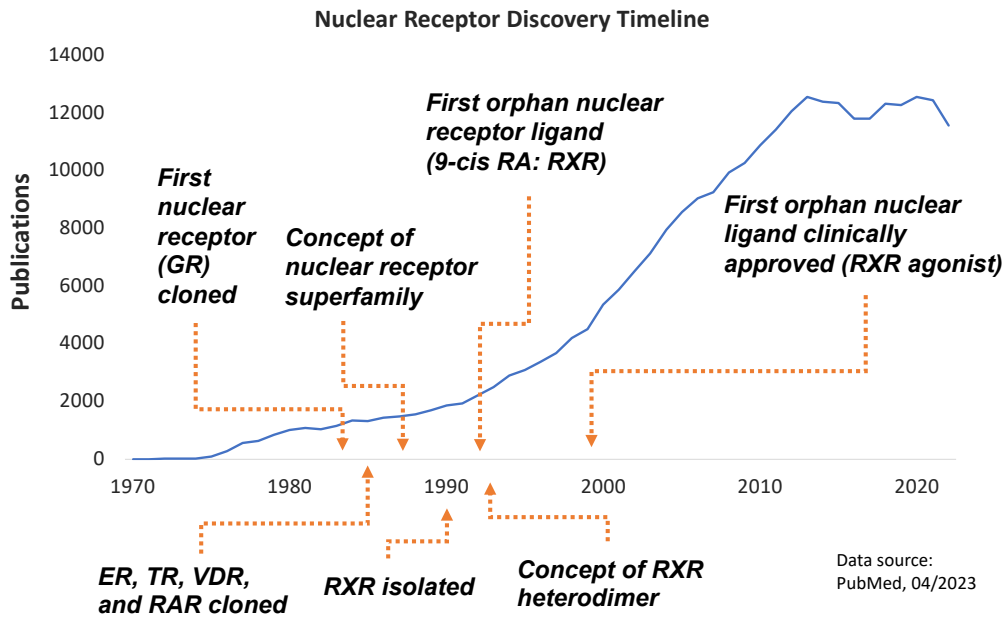 Nuclear Receptor Discovery Timeline
Publications
14000
12000
10000
8000
6000
4000
2000
0
First
nuclear
receptor
(GR)
cloned
Concept of
nuclear receptor
superfamily
First orphan nuclear
receptor ligand
(9-cis RA: RXR)
First orphan nuclear
ligand clinically
approved (RXR agonist)
1970
1980
1990
2000
2010
2020
ER, TR, VDR,
and RAR cloned
RXR isolated
Concept of RXR
heterodimer
Data source:
PubMed, 04/2023